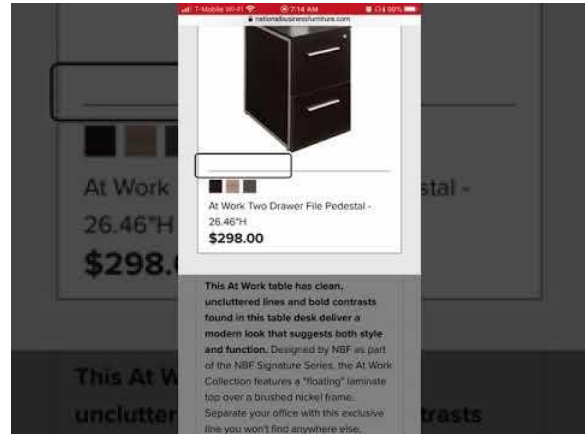 T-Mobile Wi-Fi 7:14 AM
nationalbusinessfurniture.com
At Work Two Drawer File Pedestal -
26.46"H
$298.00
This At Work table has clean,
uncluttered lines and bold contrasts
found in this table desk deliver a
modern look that suggests both style
and function. Designed by NBF as part
of the NBF Signature Series, the At Work
Collection features a "floating" laminate
top over a brushed nickel frame.
Separate your office with this exclusive
line you won't find anywhere else.
At Work
stal -
26.46"H
$298.
This At W
unclutter
trasts